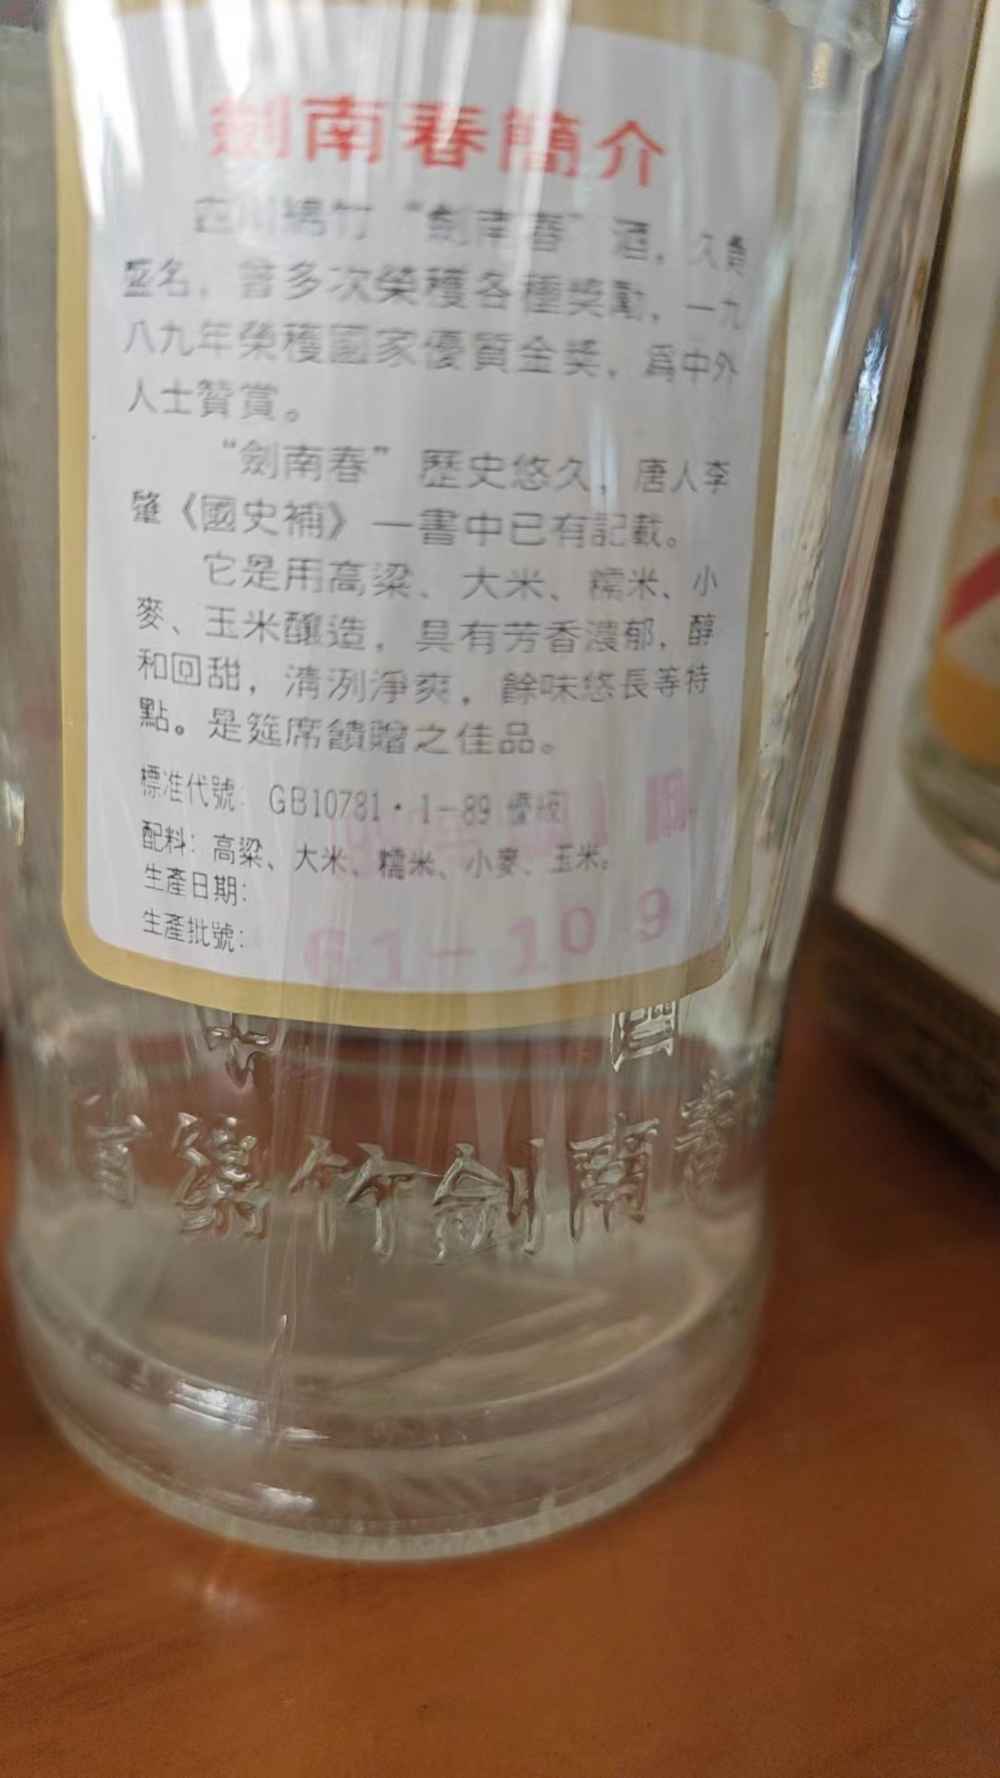 劍南春簡介
四川綿竹“劍南春”酒，久負
盛名，曾多次榮獲各種獎勵，一九
八九年榮獲國家優質金獎，爲中外
人士贊賞。
“劍南春”歷史悠久，唐人李
肇《國史補》一書中已有記載。
它是用高粱、大米、糯米、小
麥、玉米釀造，具有芳香濃郁，醇
和回甜，清洌淨爽，餘味悠長等特
點。是筵席饋贈之佳品。
標准代號：GB10781·1-89 優級
配料：高粱、大米、糯米、小麥、玉米。
生產日期：
生產批號：
61-10 9
中 國
綿竹劍南春